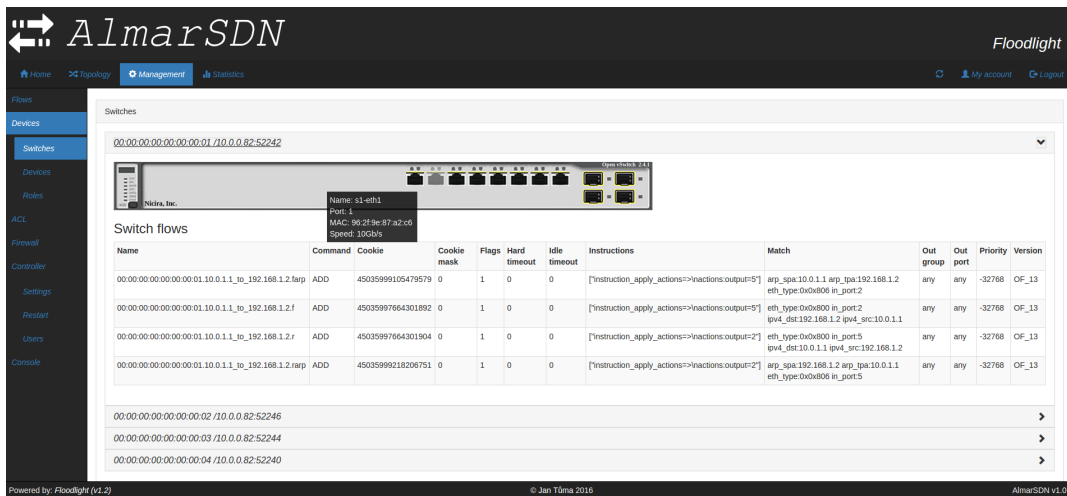 AlmarSDN
Floodlight
Home Topology Management Statistics My account Logout
Flows
Devices
Switches
Devices
Roles
ACL
Firewall
Controller
Settings
Restart
Users
Console
Switches
00:00:00:00:00:00:00:01 /10.0.0.82:52242
Open vSwitch 2.4.1
Nicira, Inc.
Name: s1-eth1
Port: 1
MAC: 96:2f:9e:87:a2:c6
Speed: 10Gb/s
Switch flows
Name Command Cookie Cookie mask Flags Hard timeout Idle timeout Instructions Match Out group Out port Priority Version
00:00:00:00:00:00:00:01.10.0.1.1_to_192.168.1.2.farp ADD 45035999105479579 0 1 0 0 ["instruction_apply_actions=>\nactions:output=5"] arp_spa:10.0.1.1 arp_tpa:192.168.1.2 any any -32768 OF_13
eth_type:0x0x806 in_port:2
00:00:00:00:00:00:00:01.10.0.1.1_to_192.168.1.2.f ADD 45035997664301892 0 1 0 0 ["instruction_apply_actions=>\nactions:output=5"] eth_type:0x0x800 in_port:2 any any -32768 OF_13
ipv4_dst:192.168.1.2 ipv4_src:10.0.1.1
00:00:00:00:00:00:00:01.10.0.1.1_to_192.168.1.2.r ADD 45035997664301904 0 1 0 0 ["instruction_apply_actions=>\nactions:output=2"] eth_type:0x0x800 in_port:5 any any -32768 OF_13
ipv4_dst:10.0.1.1 ipv4_src:192.168.1.2
00:00:00:00:00:00:00:01.10.0.1.1_to_192.168.1.2.rarp ADD 45035999218206751 0 1 0 0 ["instruction_apply_actions=>\nactions:output=2"] arp_spa:192.168.1.2 arp_tpa:10.0.1.1 any any -32768 OF_13
eth_type:0x0x806 in_port:5
00:00:00:00:00:00:00:02 /10.0.0.82:52246
00:00:00:00:00:00:00:03 /10.0.0.82:52244
00:00:00:00:00:00:00:04 /10.0.0.82:52240
Powered by: Floodlight (v1.2) © Jan Tůma 2016 AlmarSDN v1.0